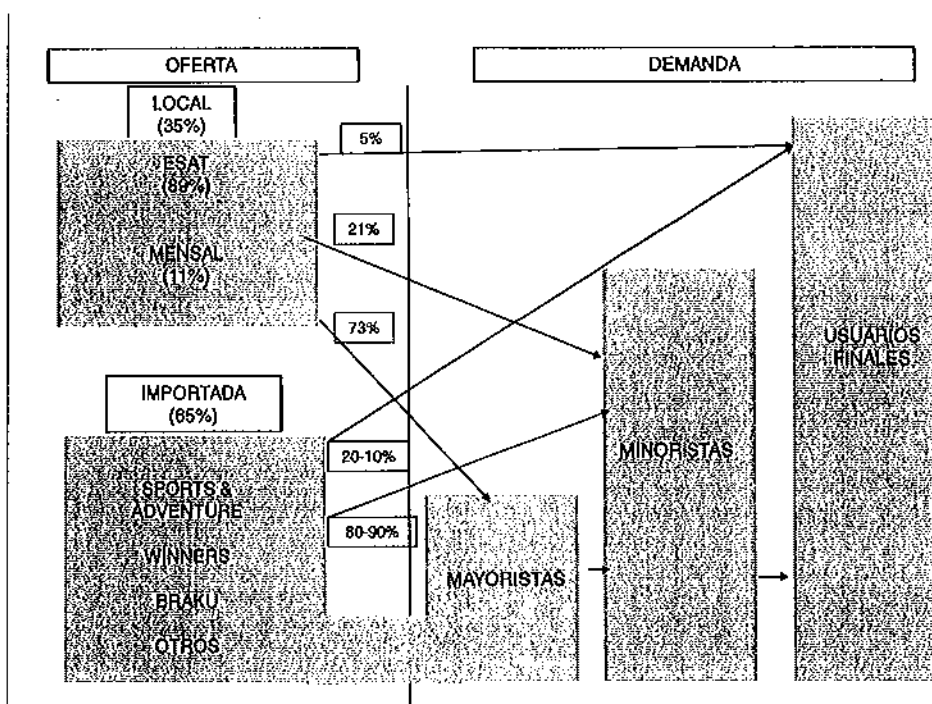 OFERTA
DEMANDA
LOCAL
(35%)
5%
ESAT
(89%)
21%
MENSAL
(11%)
73%
USUARIOS
FINALES
IMPORTADA
(65%)
20-10%
MINORISTAS
SPORTS &
ADVENTURE
80-90%
WINNERS
MAYORISTAS
BRAKU
OTROS